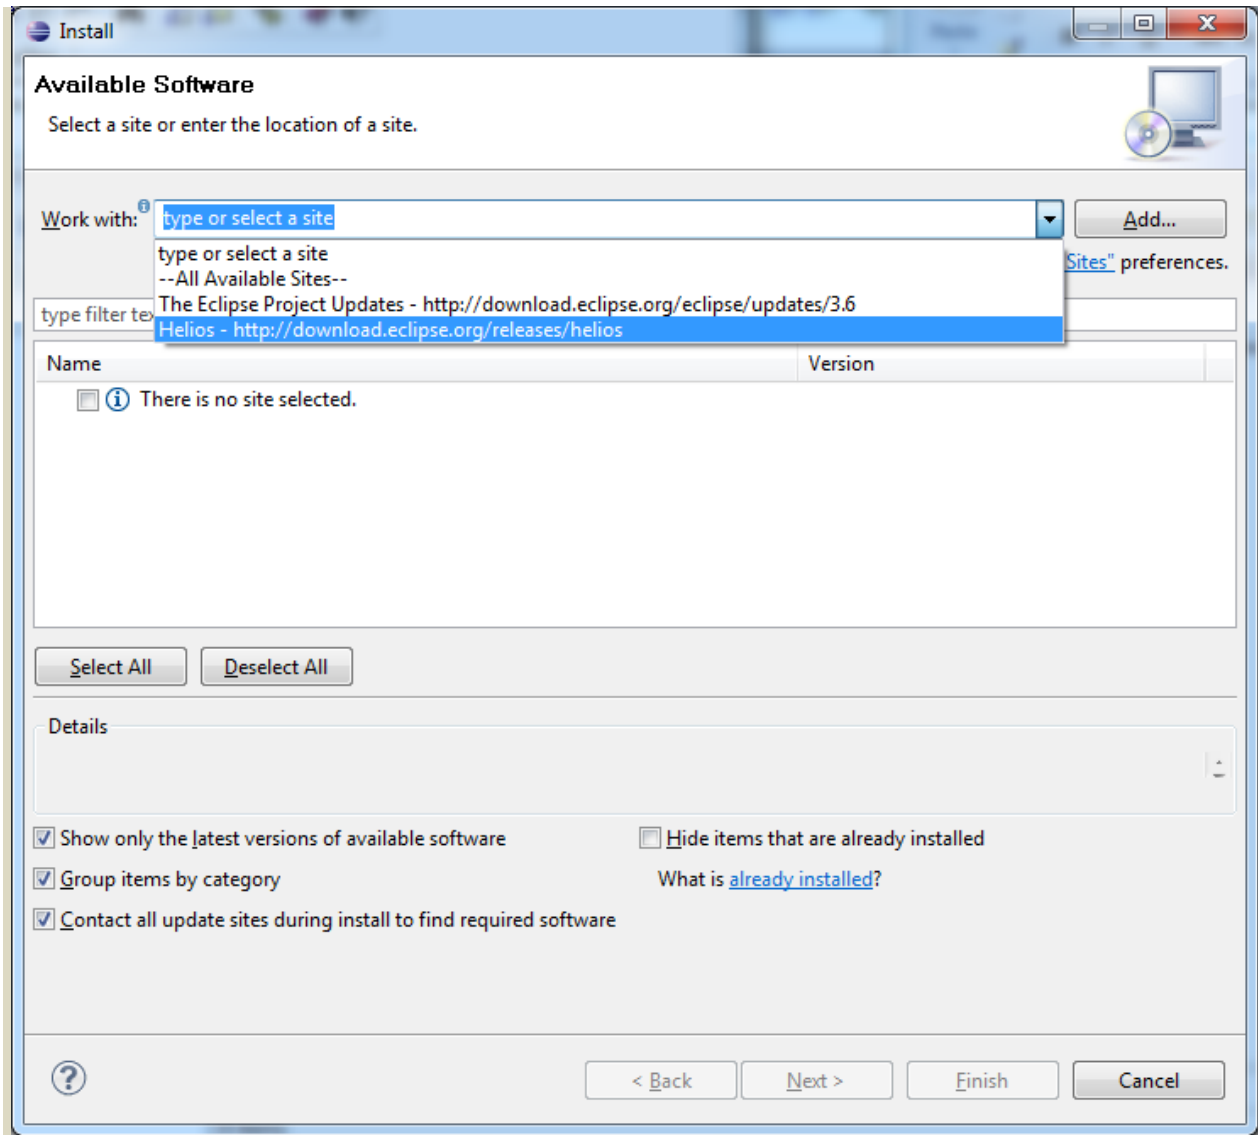 Install
Available Software
Select a site or enter the location of a site.
Work with: type or select a site Add...
type or select a site
--All Available Sites--
Sites" preferences.
The Eclipse Project Updates - http://download.eclipse.org/eclipse/updates/3.6
type filter tex
Helios - http://download.eclipse.org/releases/helios
Name Version
There is no site selected.
Select All Deselect All
Details
Show only the latest versions of available software Hide items that are already installed
Group items by category What is already installed?
Contact all update sites during install to find required software
? < Back Next > Finish Cancel